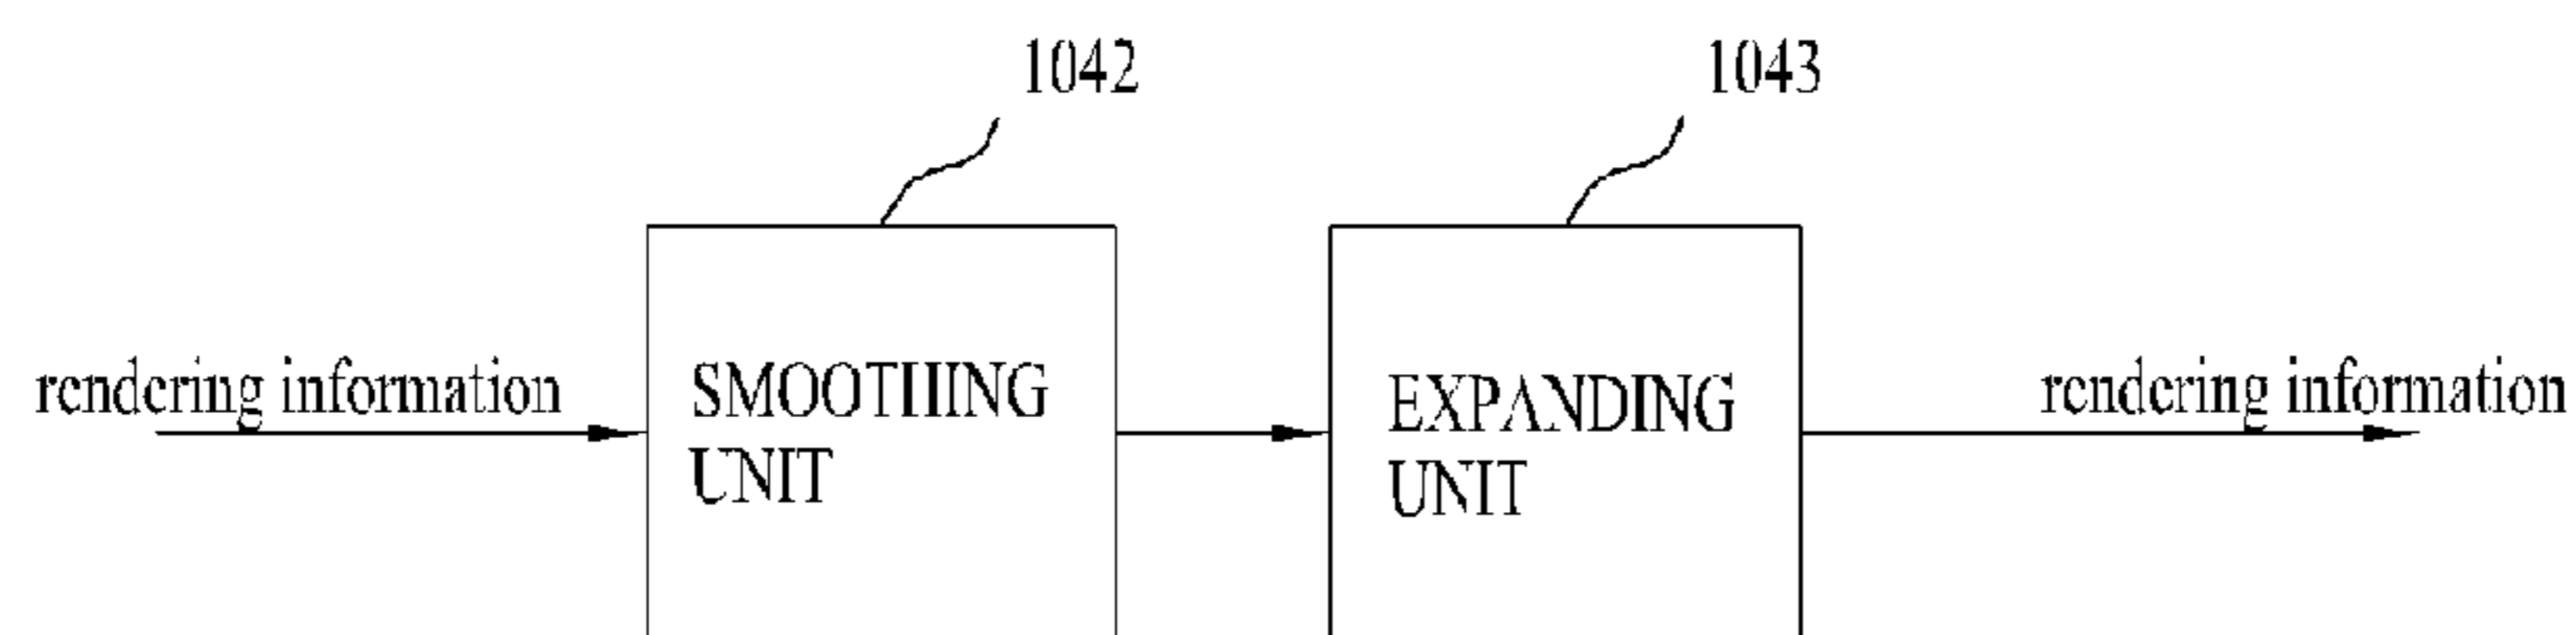 1042
1043
rendering information
SMOOTHING
UNIT
EXPANDING
UNIT
rendering information